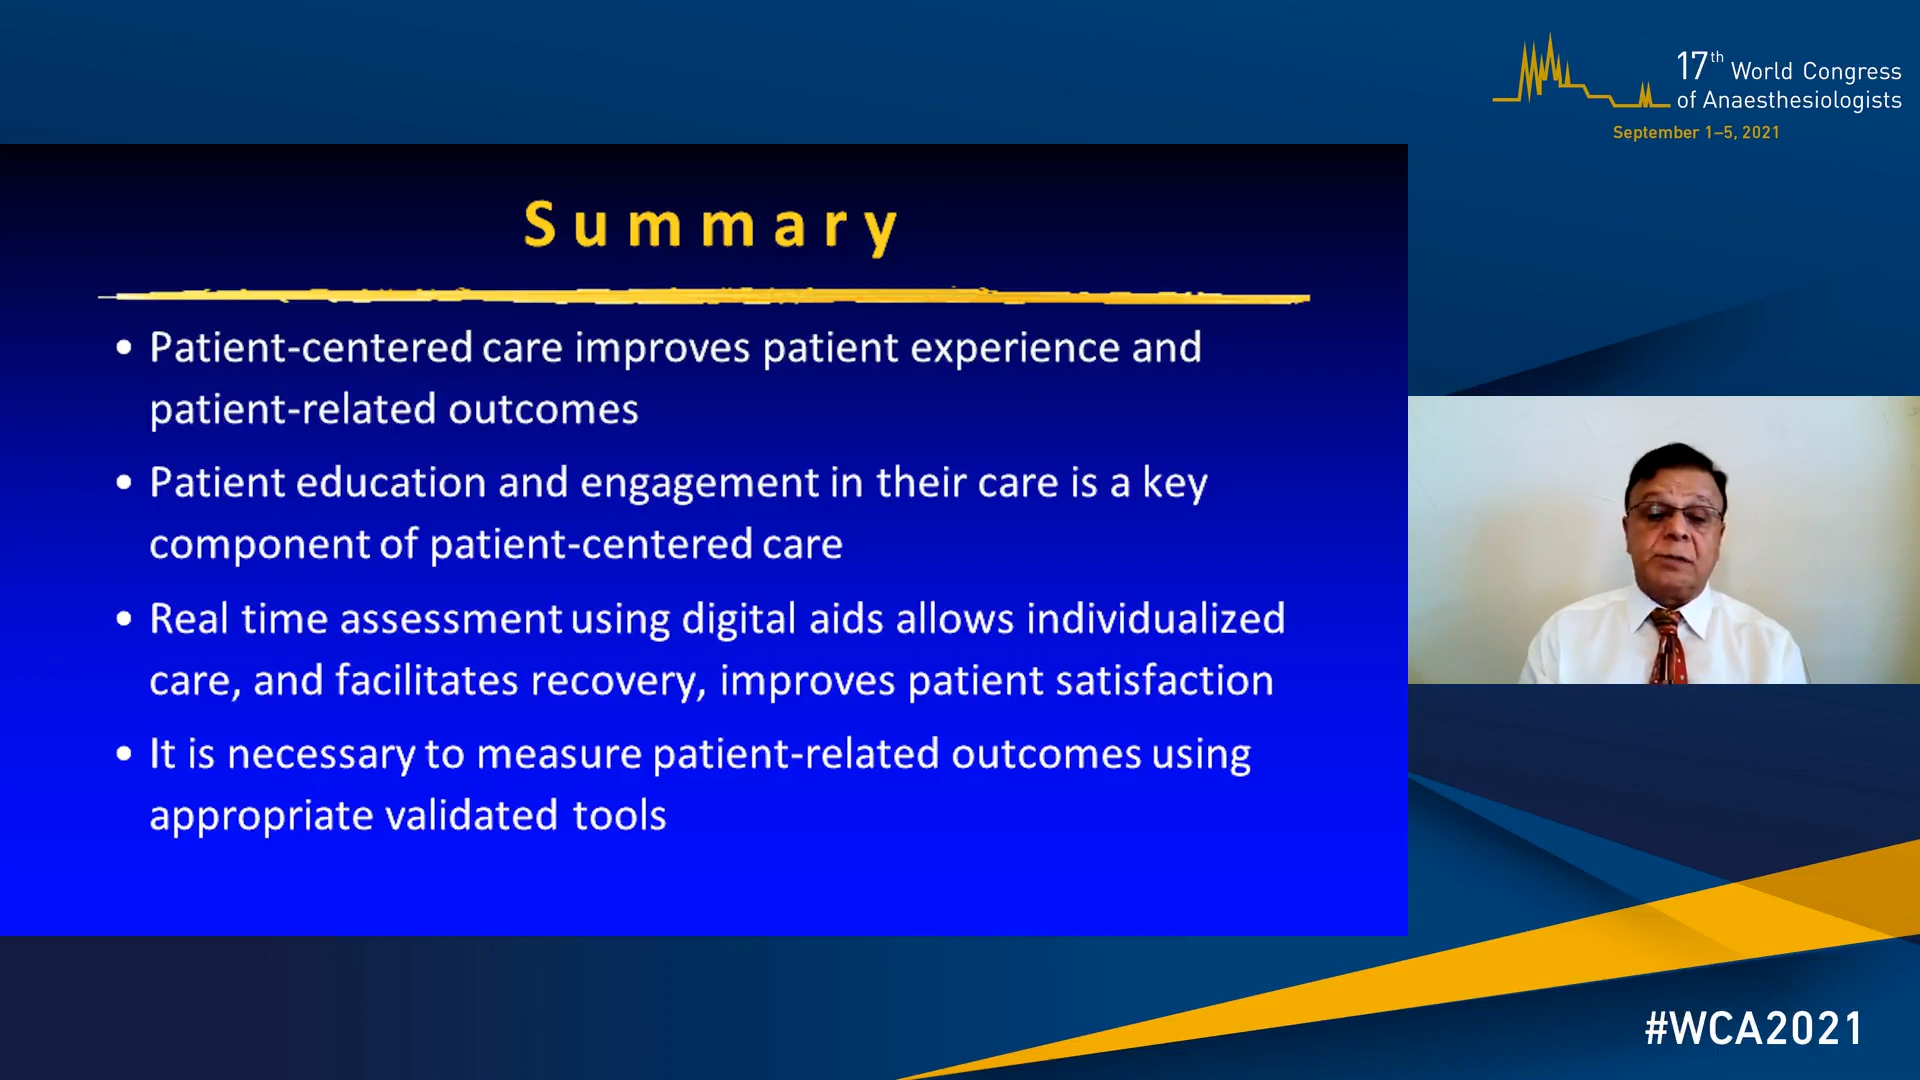 17th World Congress
of Anaesthesiologists
September 1–5, 2021
Summary
• Patient-centered care improves patient experience and
patient-related outcomes
• Patient education and engagement in their care is a key
component of patient-centered care
• Real time assessment using digital aids allows individualized
care, and facilitates recovery, improves patient satisfaction
• It is necessary to measure patient-related outcomes using
appropriate validated tools
#WCA2021